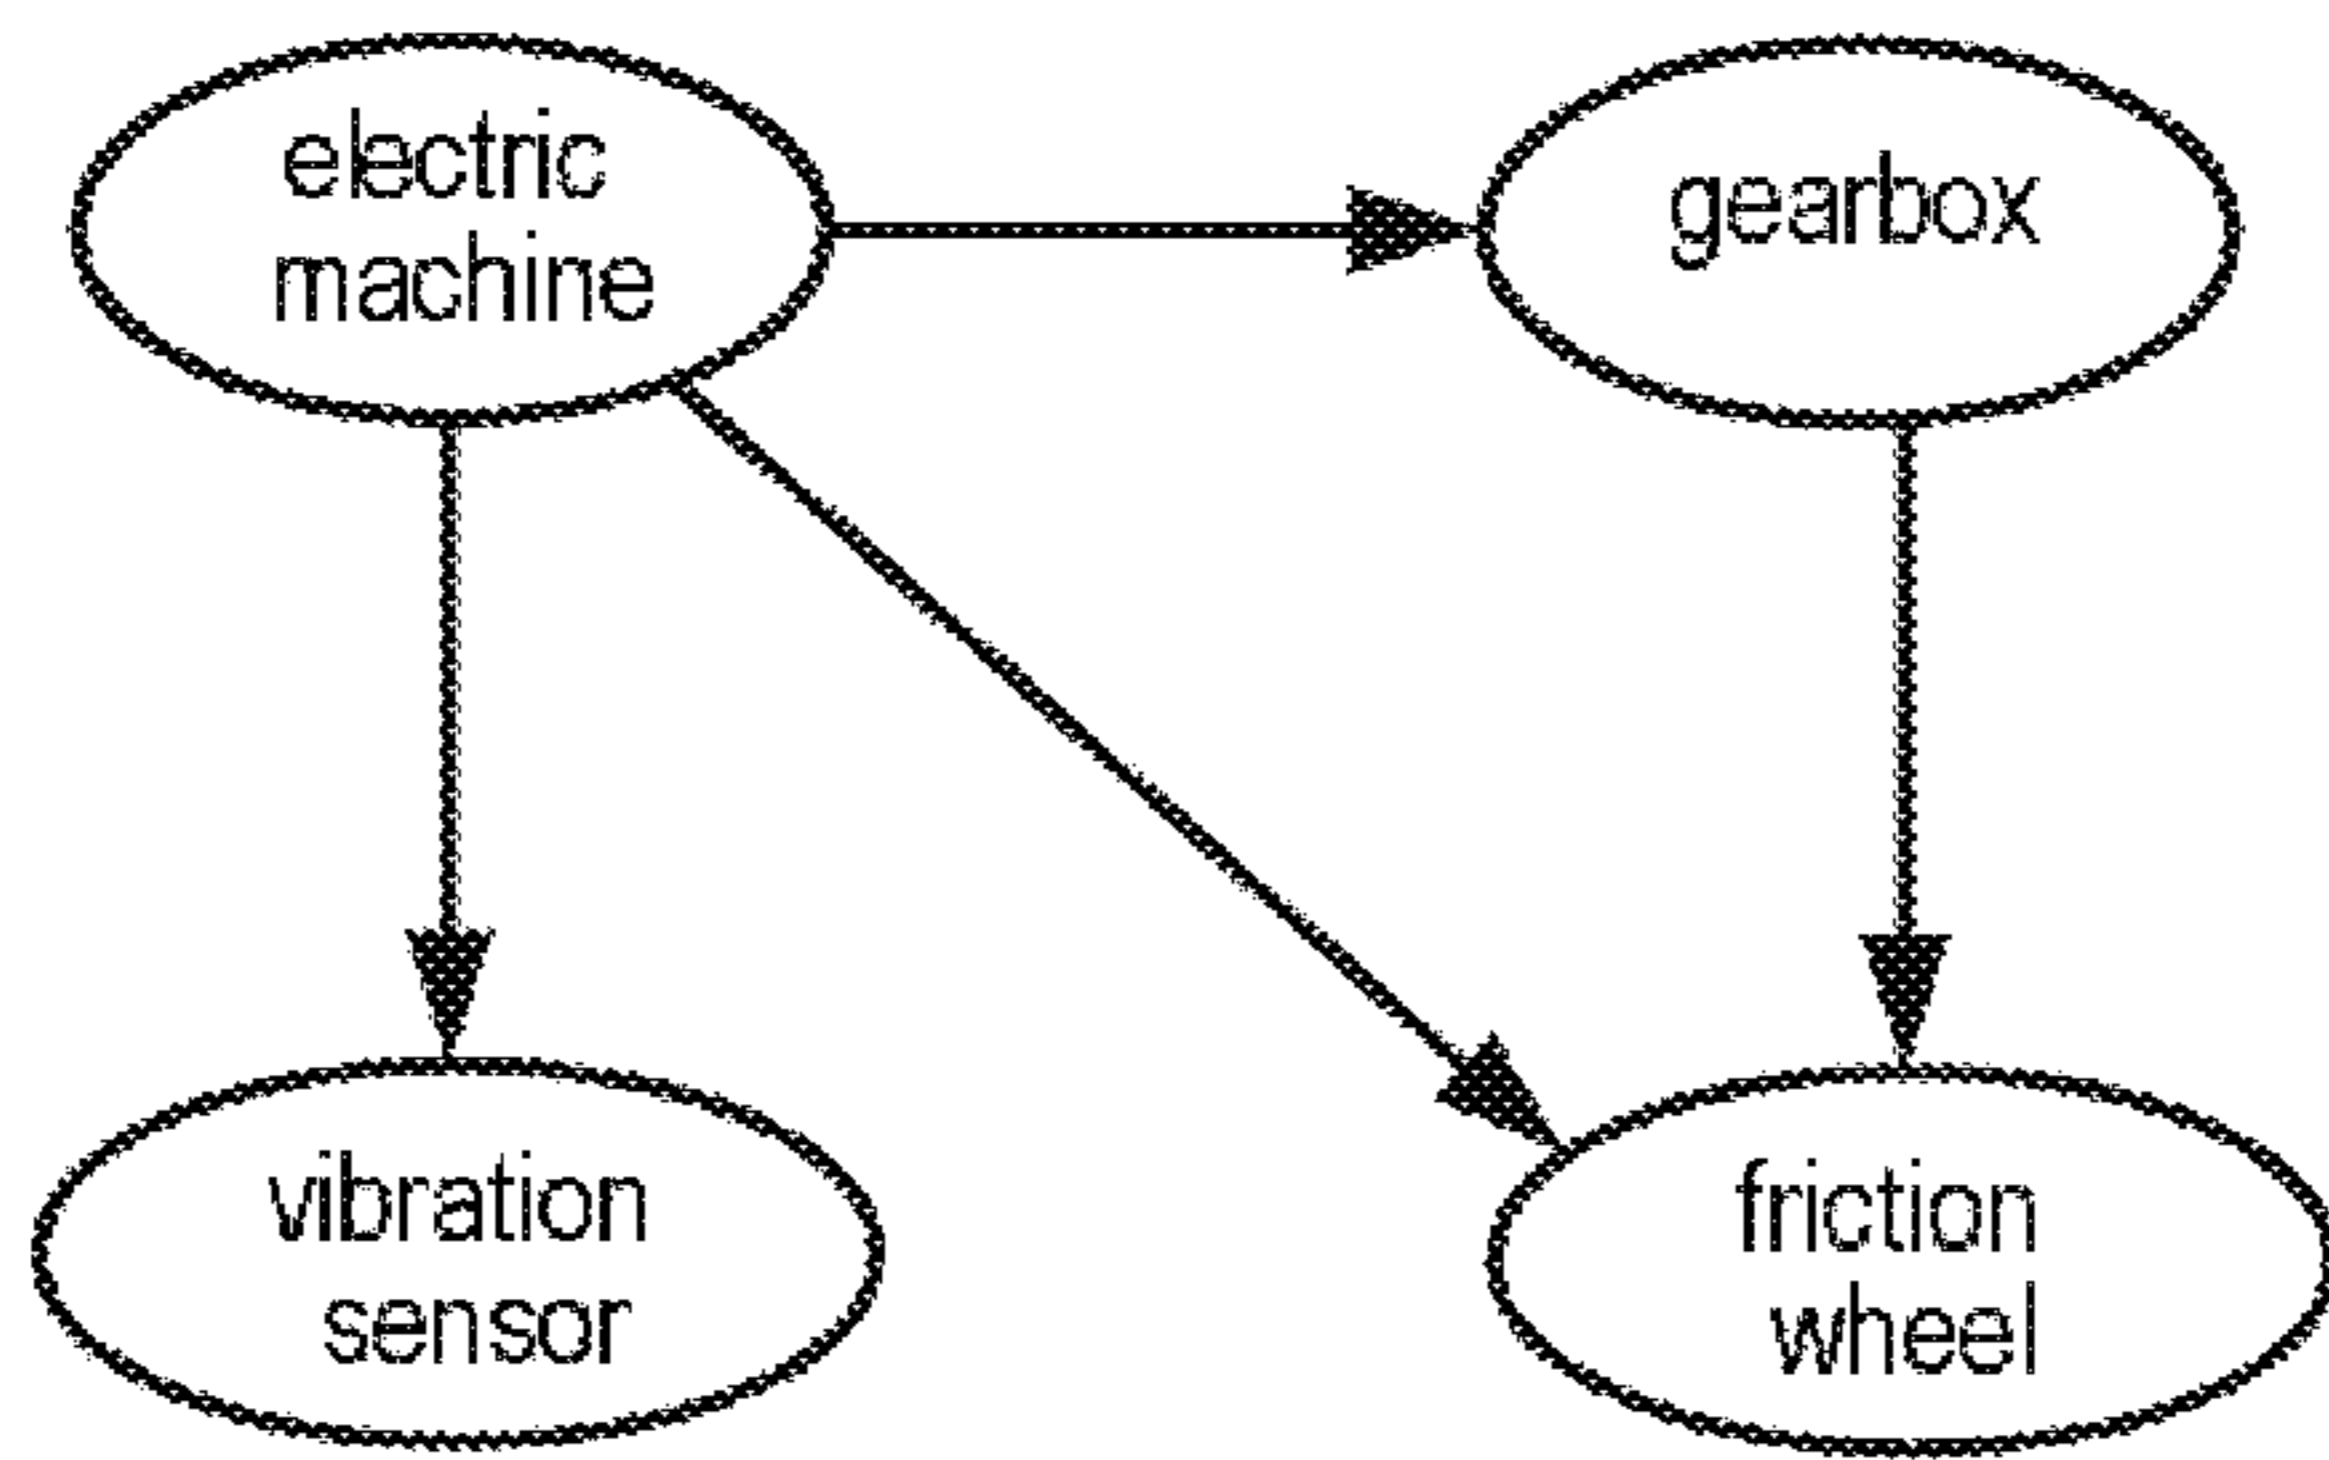 electric
machine
gearbox
vibration
sensor
friction
wheel